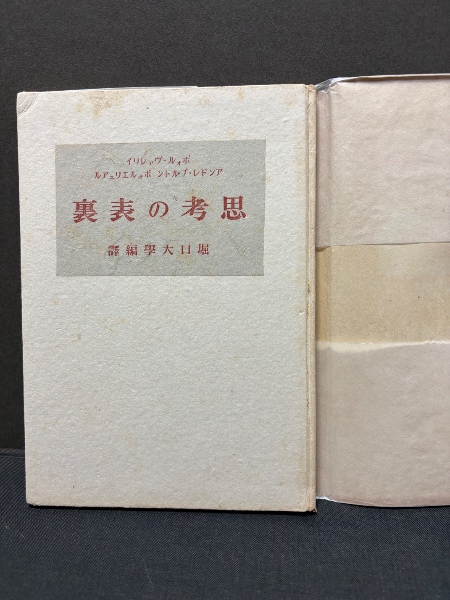 ポォル・ヴァレリイ
アンドレ・ブルトン ポォルエリュアル
思考の表裏
堀口大學編譯